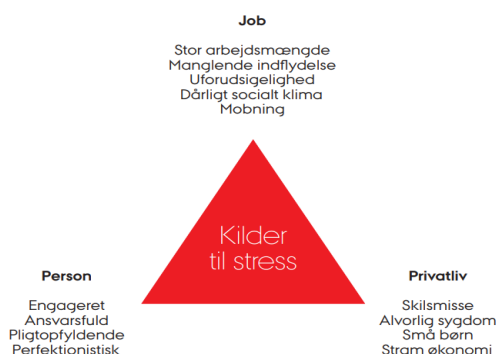 Job
Stor arbejdsmængde
Manglende indflydelse
Uforudsigelighed
Dårligt socialt klima
Mobning
Kilder
til stress
Person
Engageret
Ansvarsfuld
Pligtopfyldende
Perfektionistisk
Privatliv
Skilsmisse
Alvorlig sygdom
Små børn
Stram økonomi